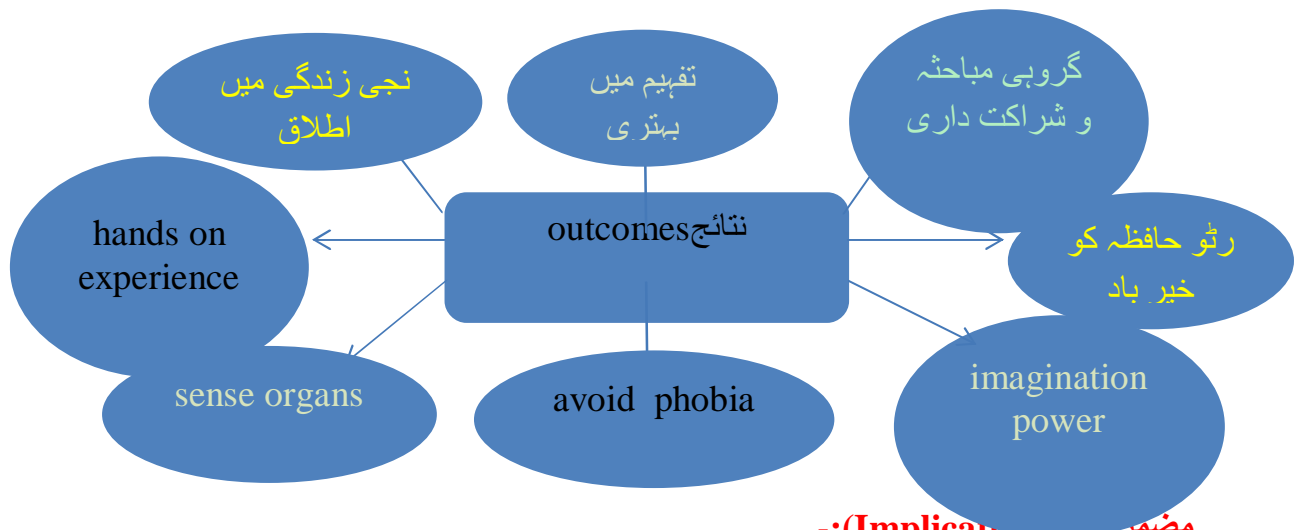 نجی زندگی میں
اطلاق
تفہیم میں
بہتری
گروہی مباحثہ
و شراکت داری
hands on
experience
outcomesنتائج
رٹو حافظہ کو
خیر باد
sense organs
avoid phobia
imagination
power